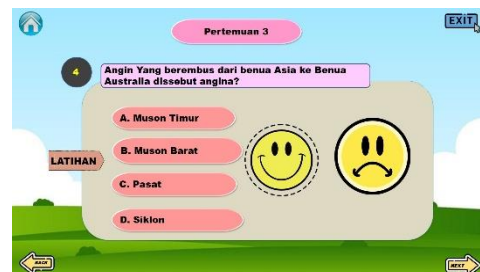 EXIT
Pertemuan 3
4
Angin Yang berembus dari benua Asia ke Benua
Australia dissebut angina?
A. Muson Timur
B. Muson Barat
LATIHAN
C. Pasat
D. Siklon
BACK
NEXT